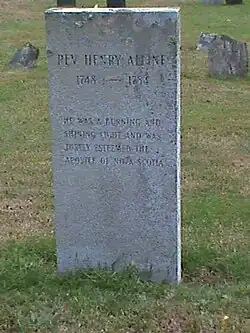 REV HENRY ALLINE
1748 — 1784
HE WAS A BURNING AND
SHINING LIGHT AND WAS
JUSTLY ESTEEMED THE
APOSTLE OF NOVA SCOTIA